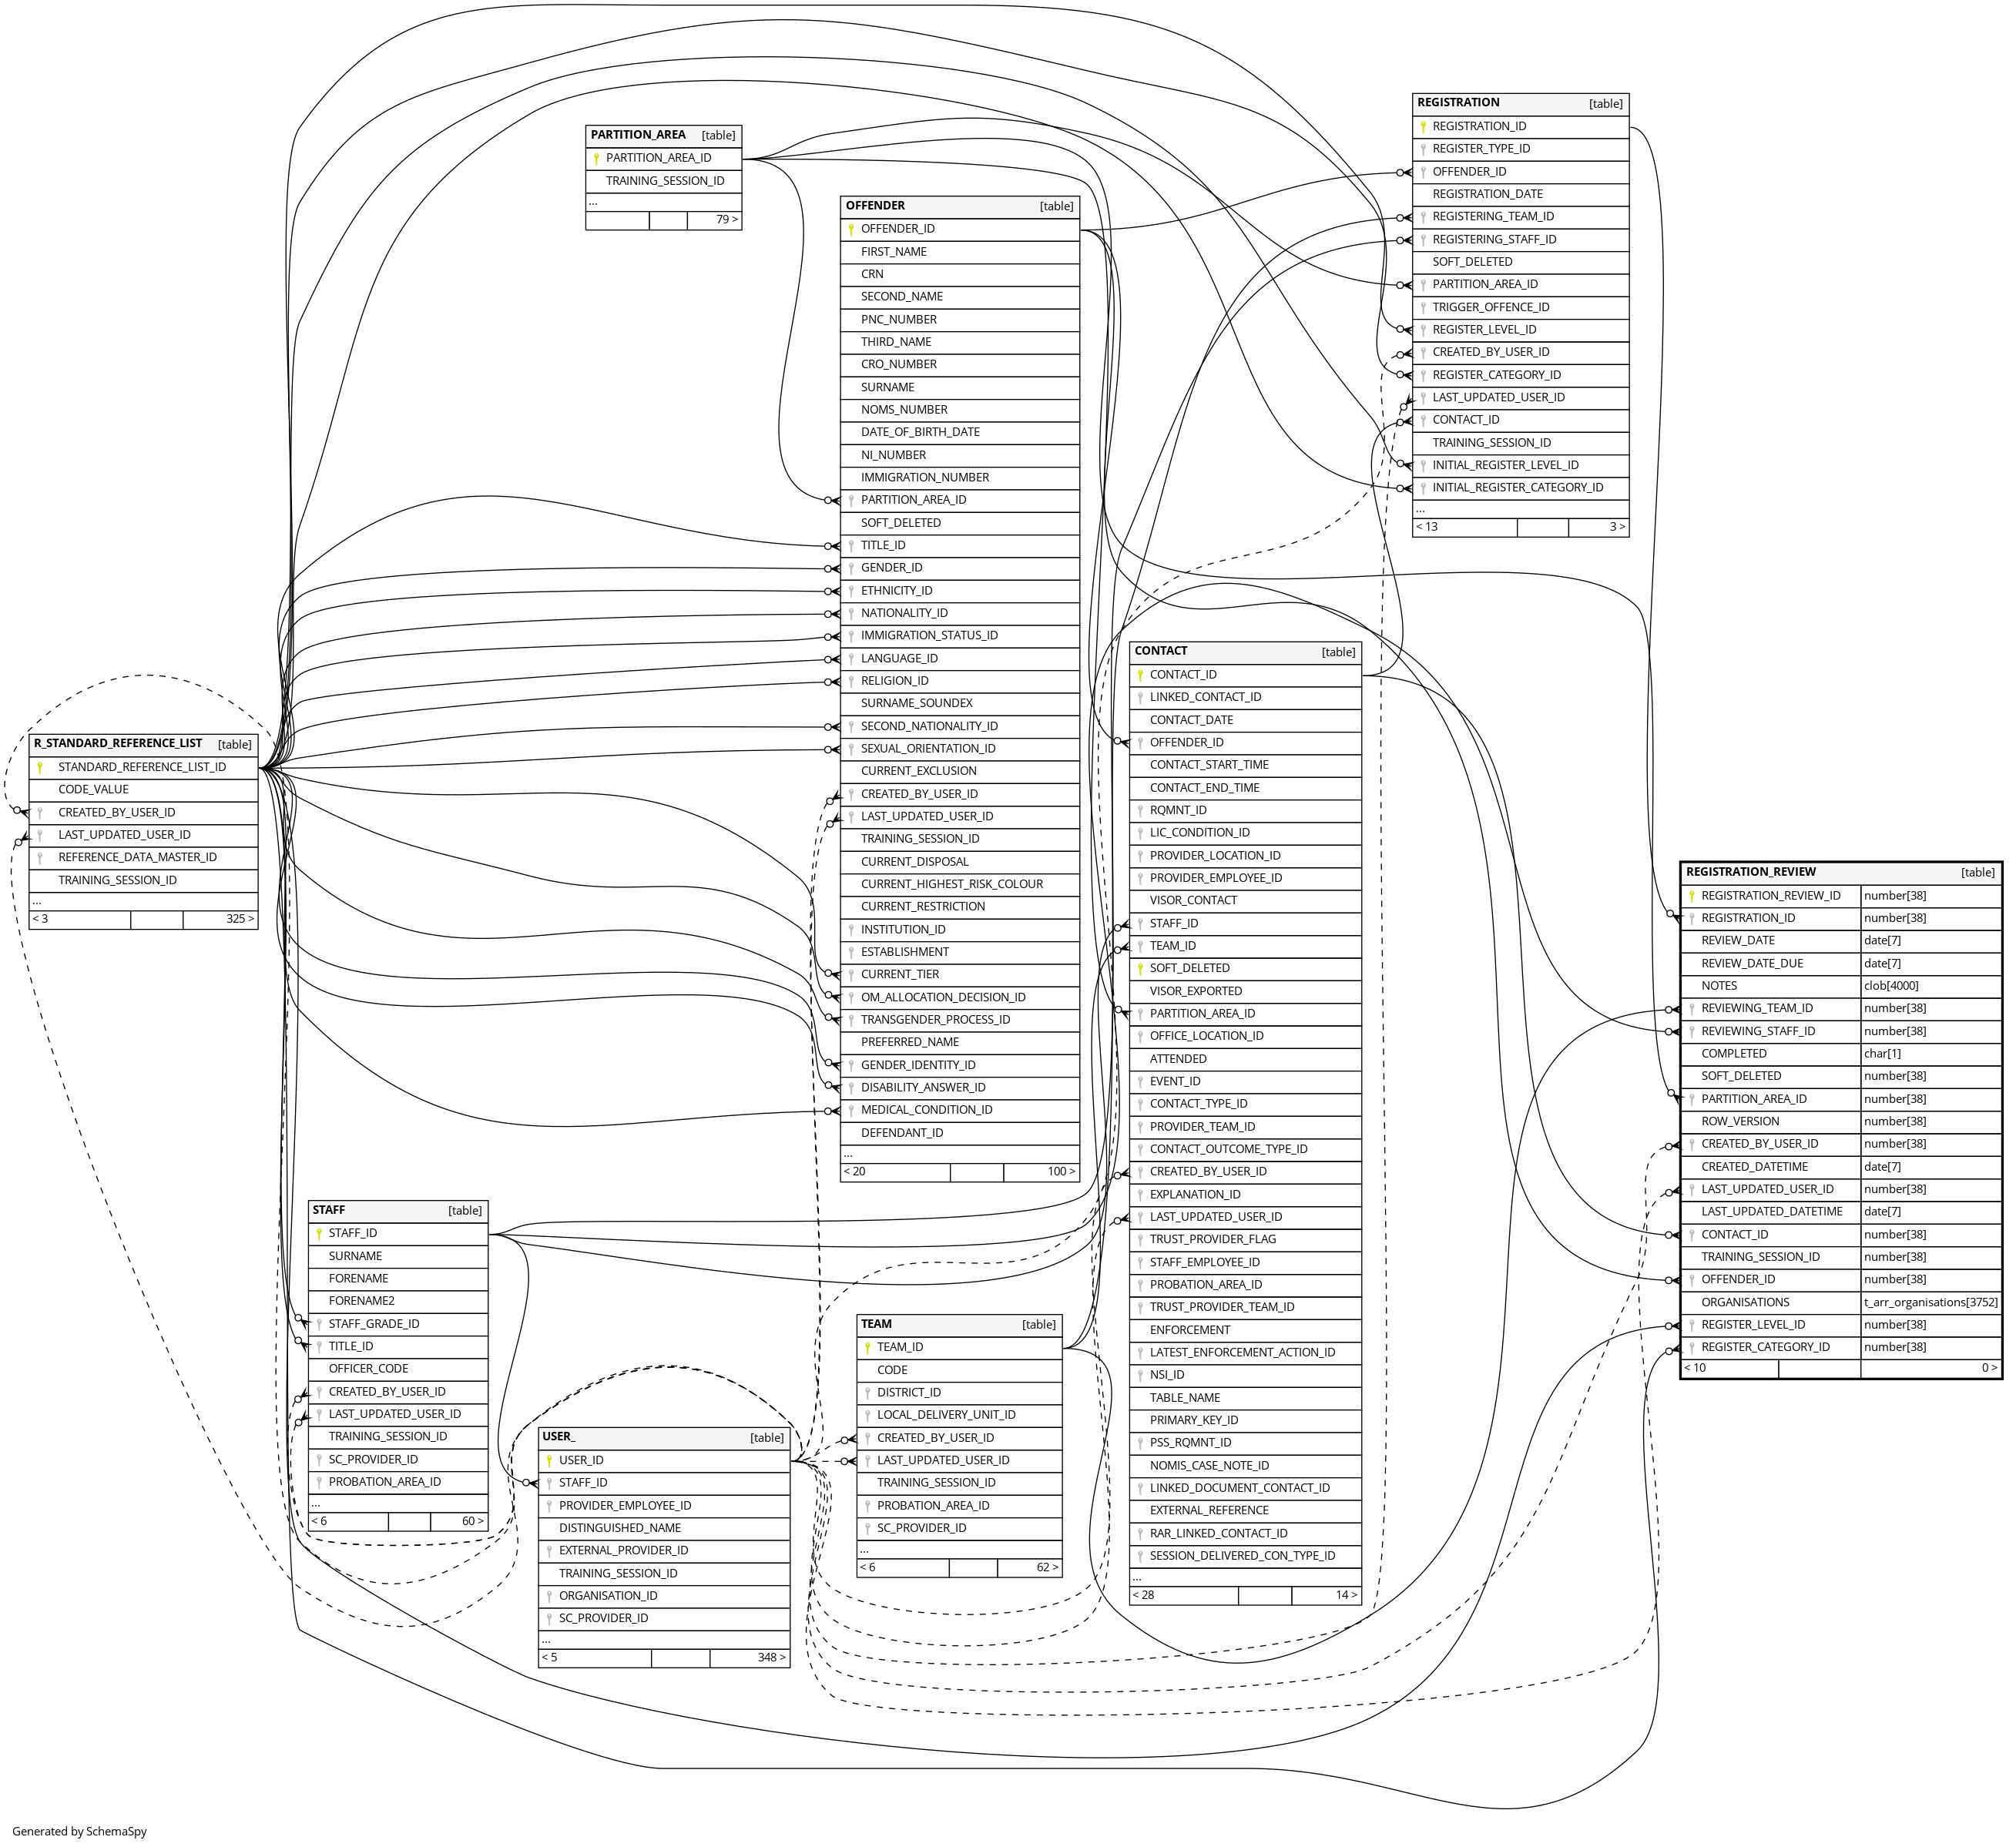 REGISTRATION [table]
REGISTRATION_ID
REGISTER_TYPE_ID
OFFENDER_ID
REGISTRATION_DATE
REGISTERING_TEAM_ID
REGISTERING_STAFF_ID
SOFT_DELETED
PARTITION_AREA_ID
TRIGGER_OFFENCE_ID
REGISTER_LEVEL_ID
CREATED_BY_USER_ID
REGISTER_CATEGORY_ID
LAST_UPDATED_USER_ID
CONTACT_ID
TRAINING_SESSION_ID
INITIAL_REGISTER_LEVEL_ID
INITIAL_REGISTER_CATEGORY_ID
...
< 13 3 >
PARTITION_AREA [table]
PARTITION_AREA_ID
TRAINING_SESSION_ID
...
79 >
OFFENDER [table]
OFFENDER_ID
FIRST_NAME
CRN
SECOND_NAME
PNC_NUMBER
THIRD_NAME
CRO_NUMBER
SURNAME
NOMS_NUMBER
DATE_OF_BIRTH_DATE
NI_NUMBER
IMMIGRATION_NUMBER
PARTITION_AREA_ID
SOFT_DELETED
TITLE_ID
GENDER_ID
ETHNICITY_ID
NATIONALITY_ID
IMMIGRATION_STATUS_ID
LANGUAGE_ID
RELIGION_ID
SURNAME_SOUNDEX
SECOND_NATIONALITY_ID
SEXUAL_ORIENTATION_ID
CURRENT_EXCLUSION
CREATED_BY_USER_ID
LAST_UPDATED_USER_ID
TRAINING_SESSION_ID
CURRENT_DISPOSAL
CURRENT_HIGHEST_RISK_COLOUR
CURRENT_RESTRICTION
INSTITUTION_ID
ESTABLISHMENT
CURRENT_TIER
OM_ALLOCATION_DECISION_ID
TRANSGENDER_PROCESS_ID
PREFERRED_NAME
GENDER_IDENTITY_ID
DISABILITY_ANSWER_ID
MEDICAL_CONDITION_ID
DEFENDANT_ID
...
< 20 100 >
CONTACT [table]
CONTACT_ID
LINKED_CONTACT_ID
CONTACT_DATE
OFFENDER_ID
CONTACT_START_TIME
CONTACT_END_TIME
RQMNT_ID
LIC_CONDITION_ID
PROVIDER_LOCATION_ID
PROVIDER_EMPLOYEE_ID
VISOR_CONTACT
STAFF_ID
TEAM_ID
SOFT_DELETED
VISOR_EXPORTED
PARTITION_AREA_ID
OFFICE_LOCATION_ID
ATTENDED
EVENT_ID
CONTACT_TYPE_ID
PROVIDER_TEAM_ID
CONTACT_OUTCOME_TYPE_ID
CREATED_BY_USER_ID
EXPLANATION_ID
LAST_UPDATED_USER_ID
TRUST_PROVIDER_FLAG
STAFF_EMPLOYEE_ID
PROBATION_AREA_ID
TRUST_PROVIDER_TEAM_ID
ENFORCEMENT
LATEST_ENFORCEMENT_ACTION_ID
NSI_ID
TABLE_NAME
PRIMARY_KEY_ID
PSS_RQMNT_ID
NOMIS_CASE_NOTE_ID
LINKED_DOCUMENT_CONTACT_ID
EXTERNAL_REFERENCE
RAR_LINKED_CONTACT_ID
SESSION_DELIVERED_CON_TYPE_ID
...
< 28 14 >
R_STANDARD_REFERENCE_LIST [table]
STANDARD_REFERENCE_LIST_ID
CODE_VALUE
CREATED_BY_USER_ID
LAST_UPDATED_USER_ID
REFERENCE_DATA_MASTER_ID
TRAINING_SESSION_ID
...
< 3 325 >
REGISTRATION_REVIEW [table]
REGISTRATION_REVIEW_ID number[38]
REGISTRATION_ID number[38]
REVIEW_DATE date[7]
REVIEW_DATE_DUE date[7]
NOTES clob[4000]
REVIEWING_TEAM_ID number[38]
REVIEWING_STAFF_ID number[38]
COMPLETED char[1]
SOFT_DELETED number[38]
PARTITION_AREA_ID number[38]
ROW_VERSION number[38]
CREATED_BY_USER_ID number[38]
CREATED_DATETIME date[7]
LAST_UPDATED_USER_ID number[38]
LAST_UPDATED_DATETIME date[7]
CONTACT_ID number[38]
TRAINING_SESSION_ID number[38]
OFFENDER_ID number[38]
ORGANISATIONS t_arr_organisations[3752]
REGISTER_LEVEL_ID number[38]
REGISTER_CATEGORY_ID number[38]
< 10 0 >
STAFF [table]
STAFF_ID
SURNAME
FORENAME
FORENAME2
STAFF_GRADE_ID
TITLE_ID
OFFICER_CODE
CREATED_BY_USER_ID
LAST_UPDATED_USER_ID
TRAINING_SESSION_ID
SC_PROVIDER_ID
PROBATION_AREA_ID
...
< 6 60 >
TEAM [table]
TEAM_ID
CODE
DISTRICT_ID
LOCAL_DELIVERY_UNIT_ID
CREATED_BY_USER_ID
LAST_UPDATED_USER_ID
TRAINING_SESSION_ID
PROBATION_AREA_ID
SC_PROVIDER_ID
...
< 6 62 >
USER_ [table]
USER_ID
STAFF_ID
PROVIDER_EMPLOYEE_ID
DISTINGUISHED_NAME
EXTERNAL_PROVIDER_ID
TRAINING_SESSION_ID
ORGANISATION_ID
SC_PROVIDER_ID
...
< 5 348 >
Generated by SchemaSpy